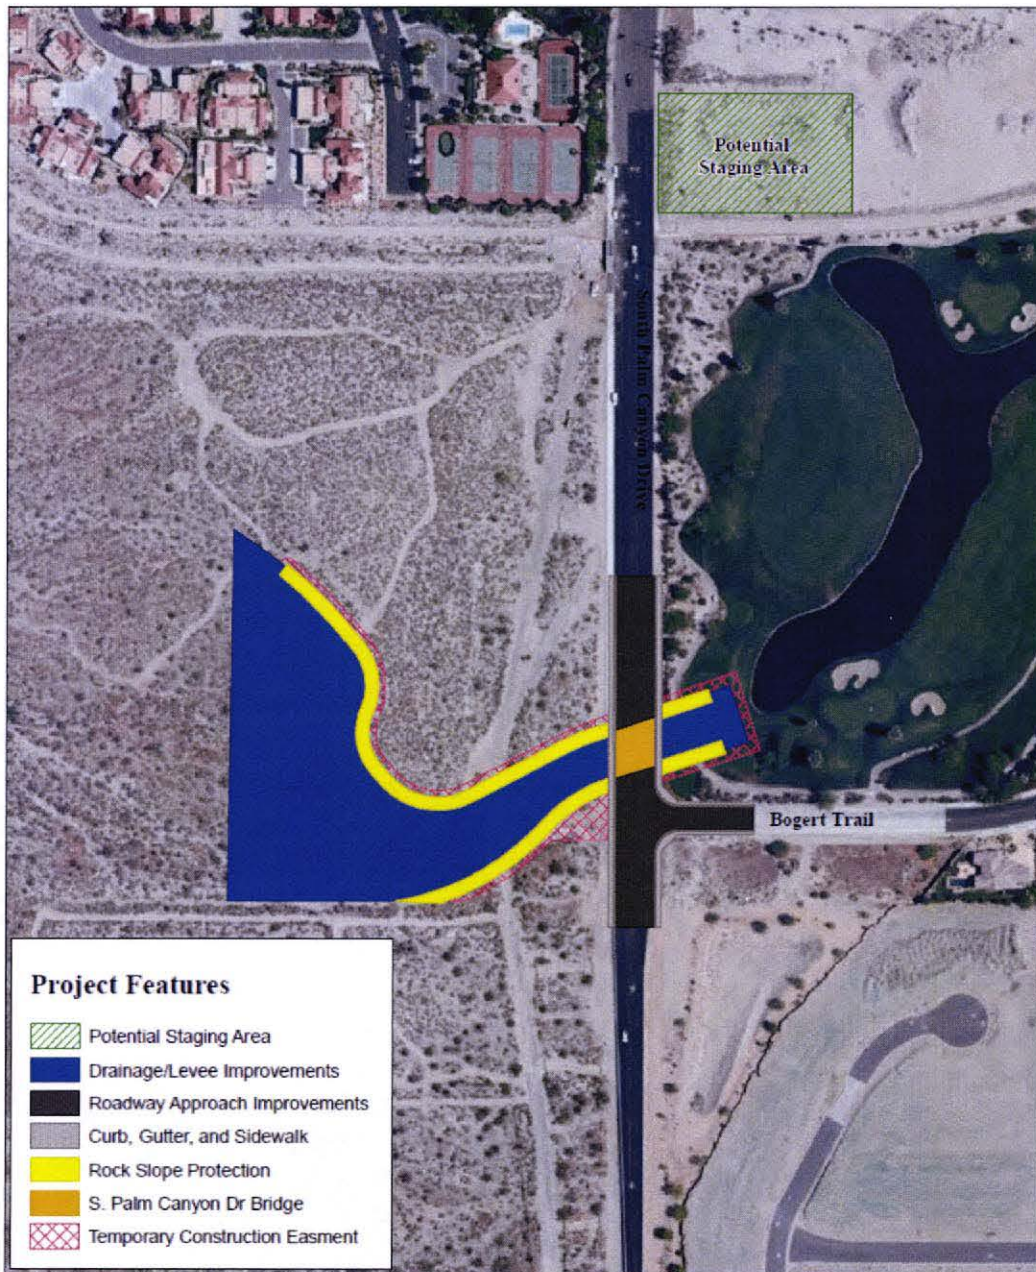 Potential
Staging Area
South Palm Canyon Drive
Bogert Trail
Project Features
Potential Staging Area
Drainage/Levee Improvements
Roadway Approach Improvements
Curb, Gutter, and Sidewalk
Rock Slope Protection
S. Palm Canyon Dr Bridge
Temporary Construction Easment